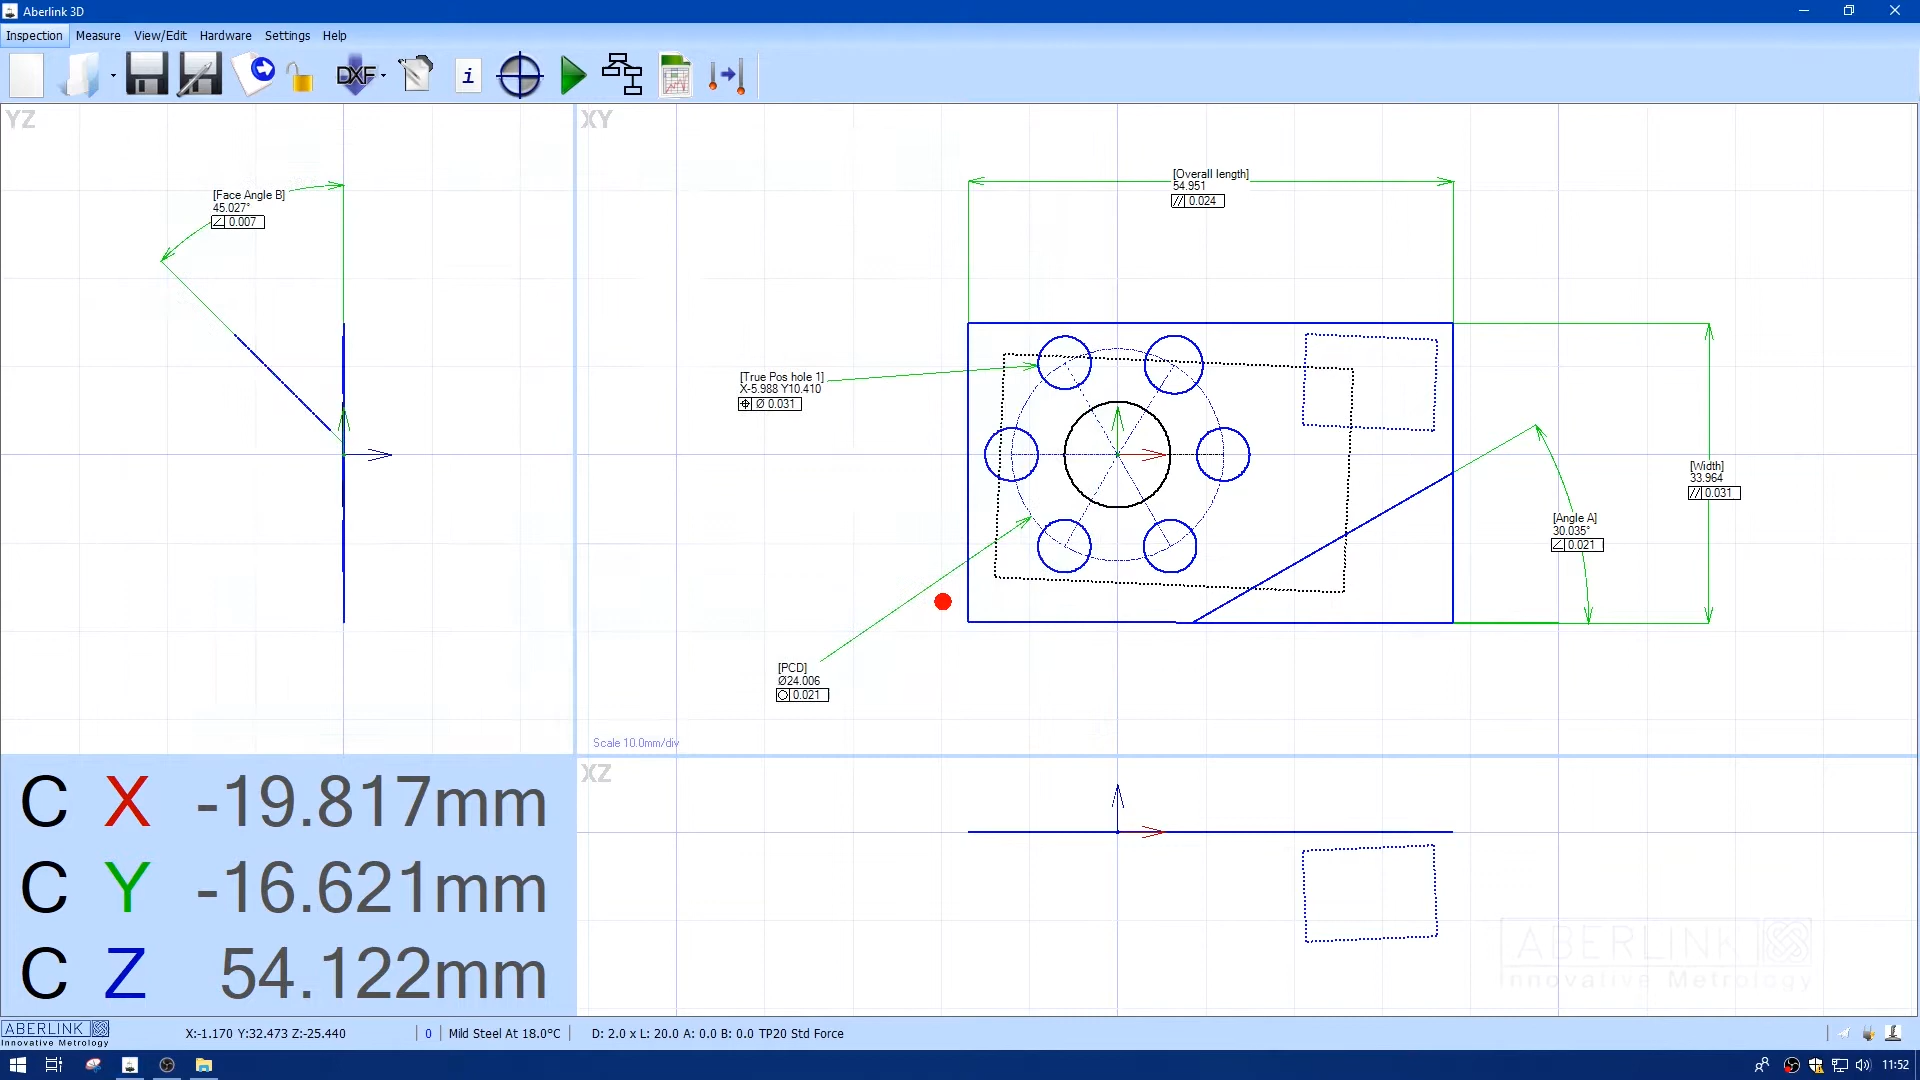 Aberlink 3D
Inspection Measure View/Edit Hardware Settings Help
DXF
i
YZ
[Face Angle B]
45.027°
∠ 0.007
XY
[Overall length]
54.951
// 0.024
[True Pos hole 1]
X-5.988 Y10.410
⌖ Ø 0.031
[Width]
33.964
// 0.031
[Angle A]
30.035°
∠ 0.021
[PCD]
Ø24.006
○ 0.021
Scale 10.0mm/div
XZ
C X -19.817mm
C Y -16.621mm
C Z 54.122mm
ABERLINK
Innovative Metrology
ABERLINK
Innovative Metrology
X:-1.170 Y:32.473 Z:-25.440
0
Mild Steel At 18.0°C
D: 2.0 x L: 20.0 A: 0.0 B: 0.0 TP20 Std Force
11:52